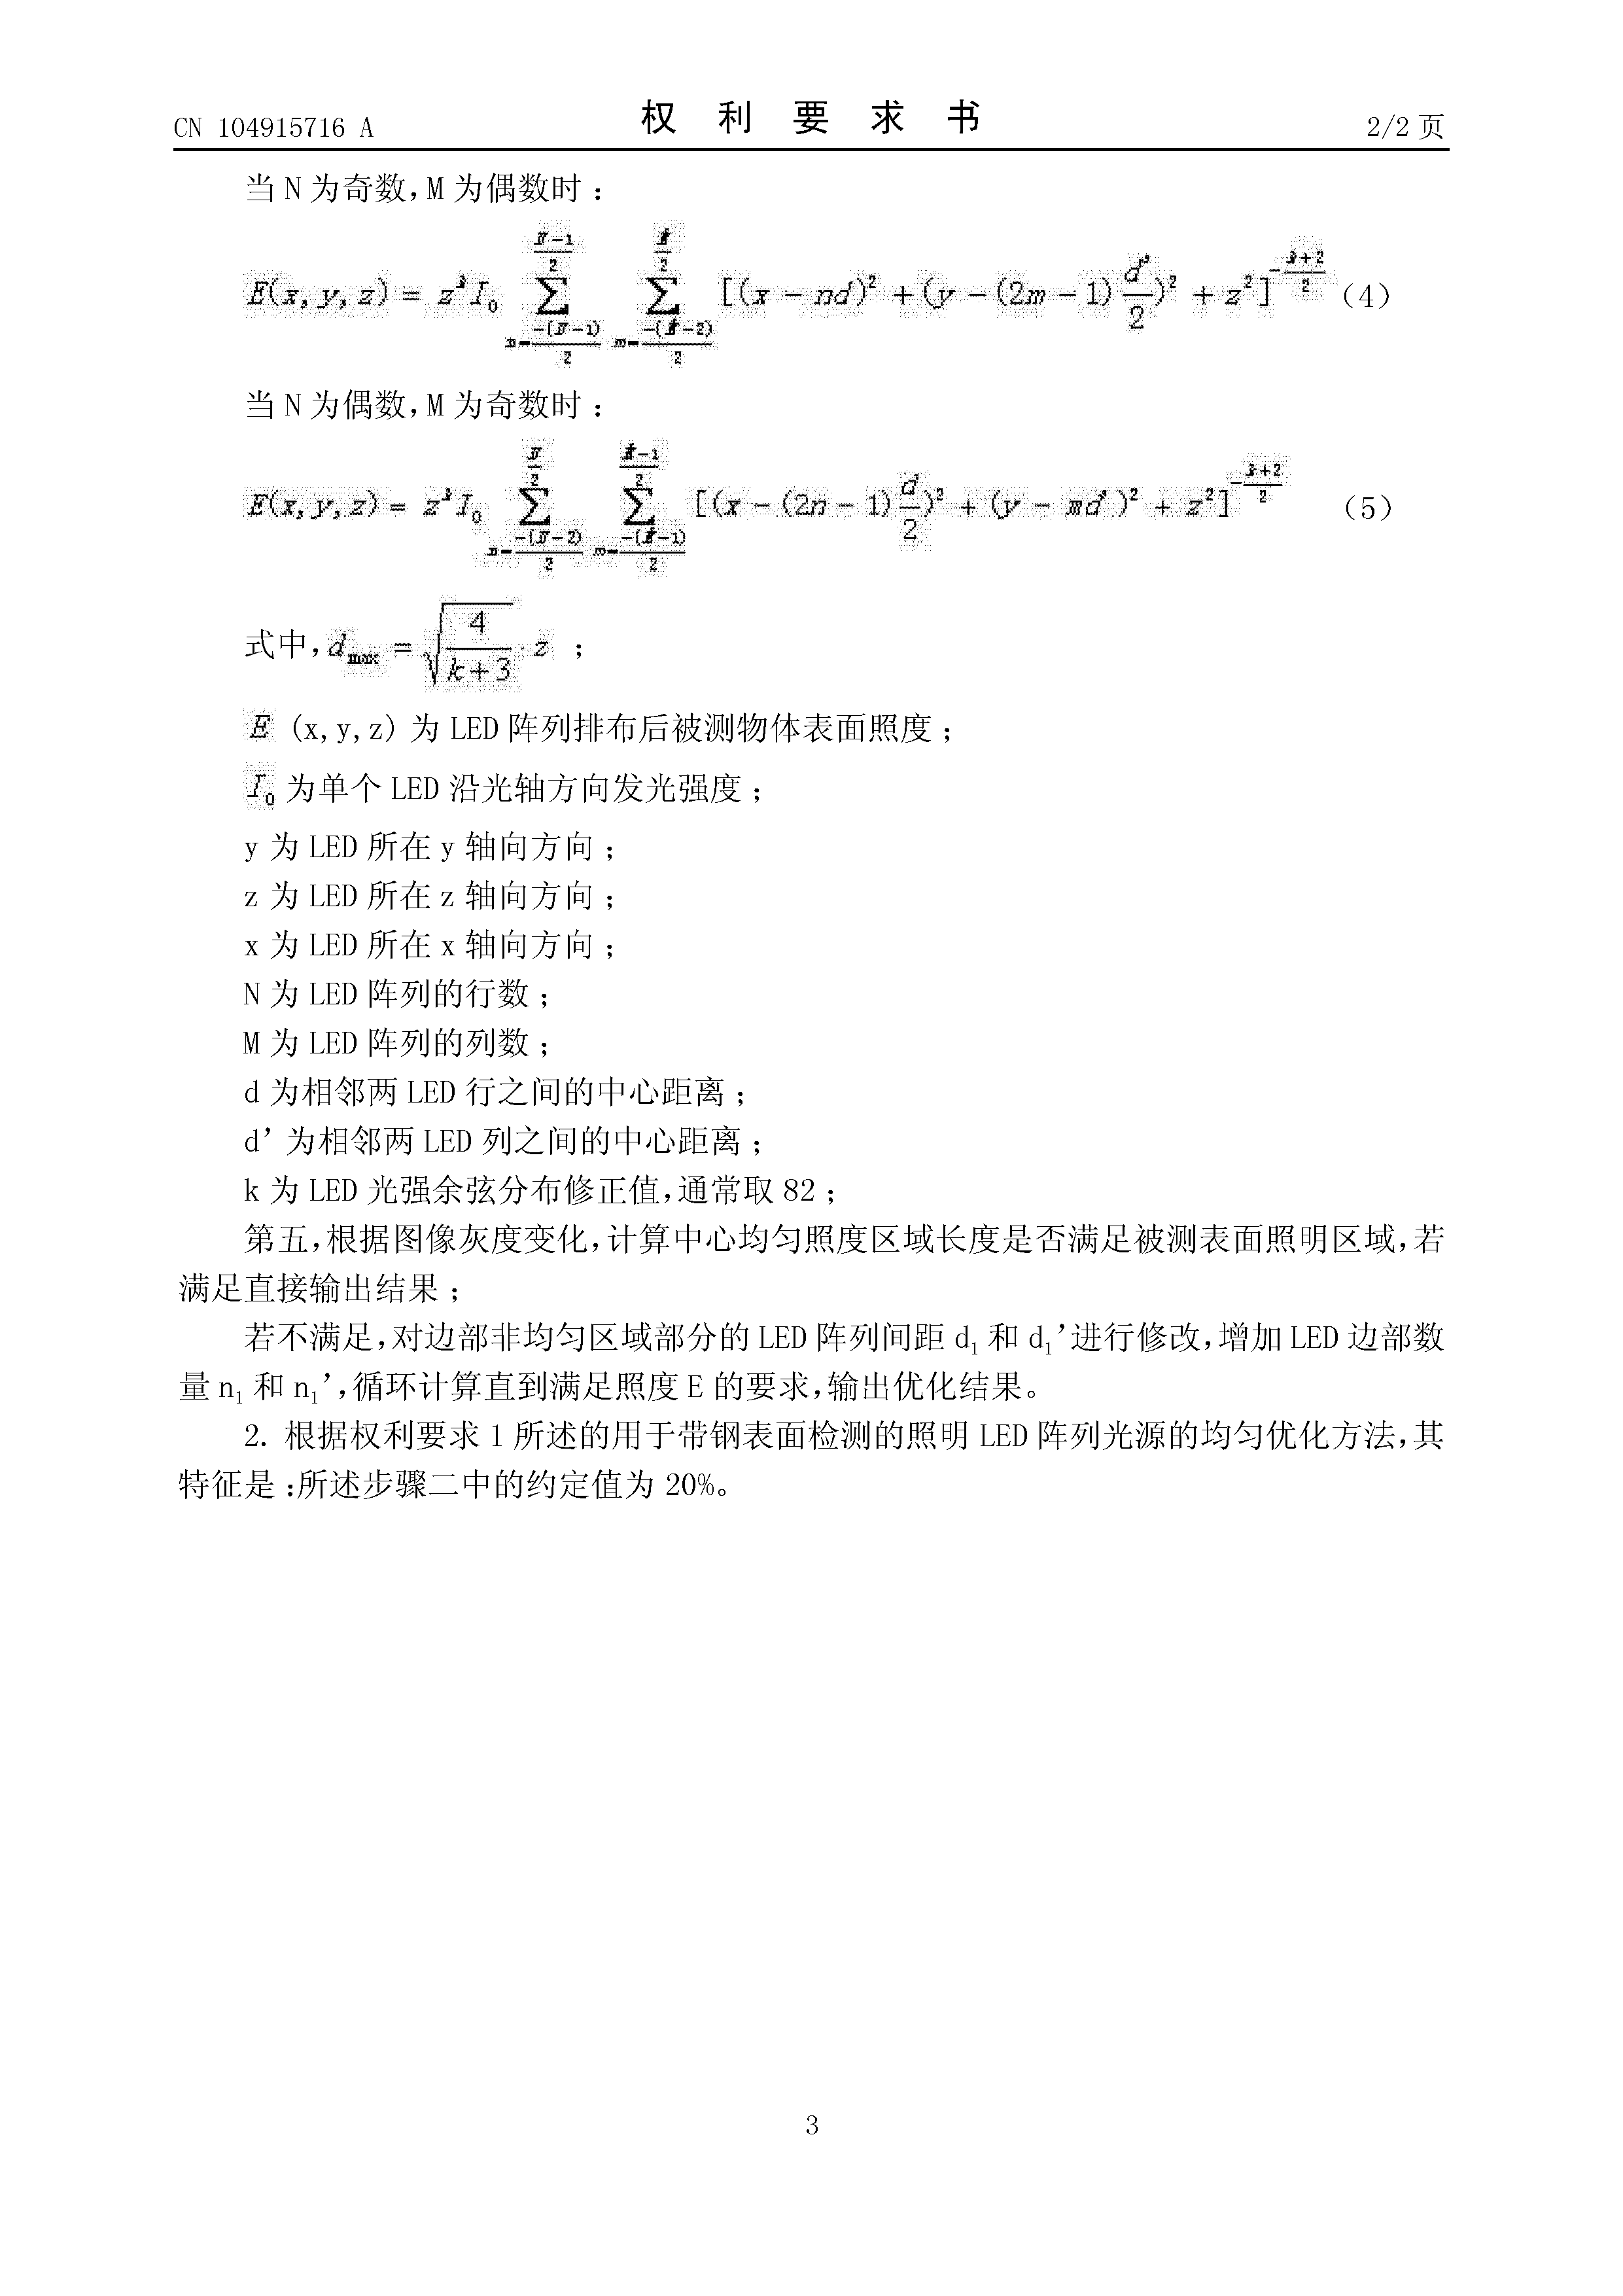 CN 104915716 A
权 利 要 求 书
2/2 页
当 N 为奇数,M 为偶数时：
E(x, y, z) = z^k I_0 \sum_{n=\frac{-(N-1)}{2}}^{\frac{N-1}{2}} \sum_{m=\frac{-(M-2)}{2}}^{\frac{M}{2}} [(x - nd)^2 + (y - (2m - 1)\frac{d'}{2})^2 + z^2]^{-\frac{k+2}{2}} (4)
当 N 为偶数,M 为奇数时：
E(x, y, z) = z^k I_0 \sum_{n=\frac{-(N-2)}{2}}^{\frac{N}{2}} \sum_{m=\frac{-(M-1)}{2}}^{\frac{M-1}{2}} [(x - (2n - 1)\frac{d}{2})^2 + (y - md')^2 + z^2]^{-\frac{k+2}{2}} (5)
式中,d_{max} = \sqrt{\frac{4}{k+3}} \cdot z ；
E (x, y, z) 为 LED 阵列排布后被测物体表面照度；
I_0 为单个 LED 沿光轴方向发光强度；
y 为 LED 所在 y 轴向方向；
z 为 LED 所在 z 轴向方向；
x 为 LED 所在 x 轴向方向；
N 为 LED 阵列的行数；
M 为 LED 阵列的列数；
d 为相邻两 LED 行之间的中心距离；
d’ 为相邻两 LED 列之间的中心距离；
k 为 LED 光强余弦分布修正值,通常取 82；
第五,根据图像灰度变化,计算中心均匀照度区域长度是否满足被测表面照明区域,若
满足直接输出结果；
若不满足,对边部非均匀区域部分的 LED 阵列间距 d₁ 和 d₁’进行修改,增加 LED 边部数
量 n₁ 和 n₁’,循环计算直到满足照度 E 的要求,输出优化结果。
2. 根据权利要求 1 所述的用于带钢表面检测的照明 LED 阵列光源的均匀优化方法,其
特征是：所述步骤二中的约定值为 20%。
3